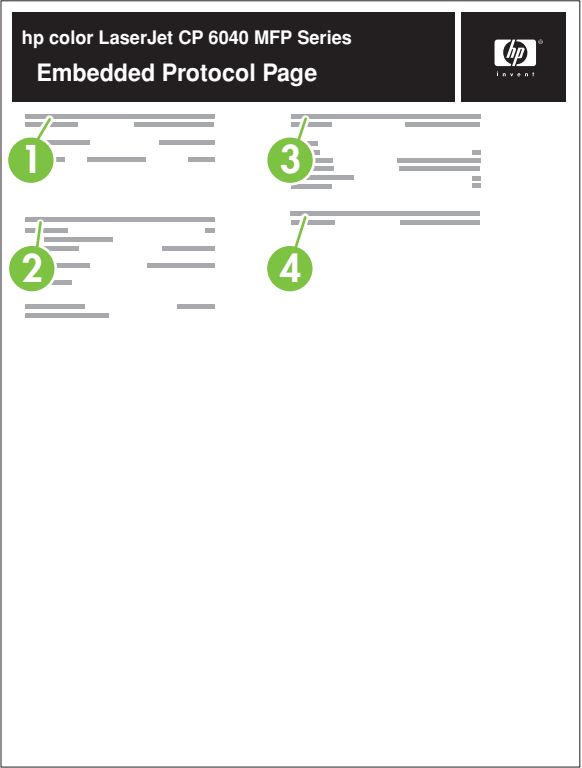 hp color LaserJet CP 6040 MFP Series
Embedded Protocol Page
hp
®
invent
1
3
2
4